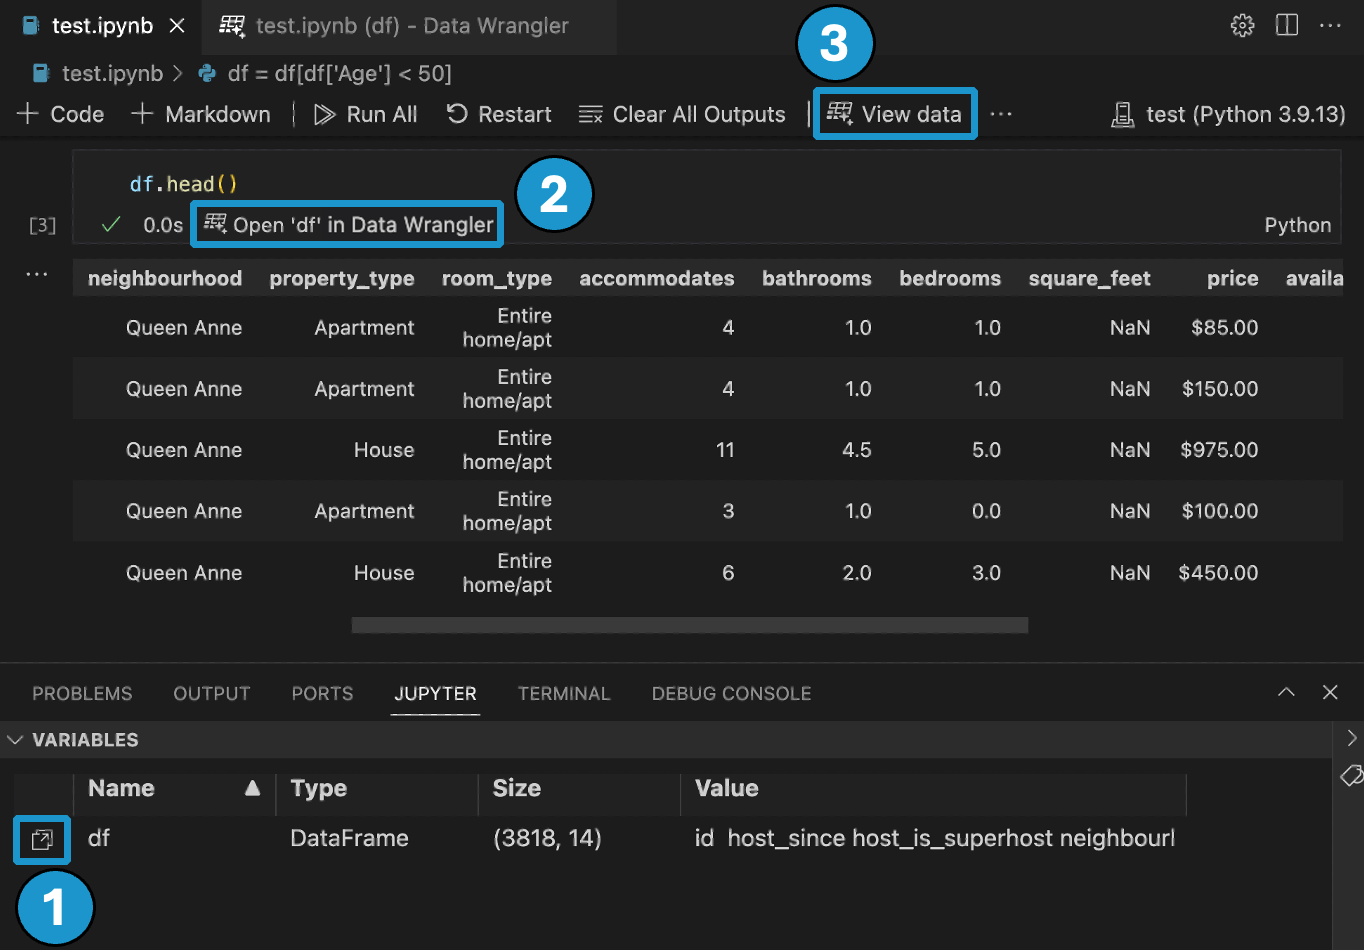 test.ipynb
test.ipynb (df) - Data Wrangler
3
test.ipynb > df = df[df['Age'] < 50]
+ Code + Markdown | Run All Restart Clear All Outputs | View data ... test (Python 3.9.13)
df.head()
2
[3] ✓ 0.0s Open 'df' in Data Wrangler Python
...
neighbourhood property_type room_type accommodates bathrooms bedrooms square_feet price availa
Queen Anne Apartment Entire home/apt 4 1.0 1.0 NaN $85.00
Queen Anne Apartment Entire home/apt 4 1.0 1.0 NaN $150.00
Queen Anne House Entire home/apt 11 4.5 5.0 NaN $975.00
Queen Anne Apartment Entire home/apt 3 1.0 0.0 NaN $100.00
Queen Anne House Entire home/apt 6 2.0 3.0 NaN $450.00
PROBLEMS OUTPUT PORTS JUPYTER TERMINAL DEBUG CONSOLE
VARIABLES
Name ▲ Type Size Value
df DataFrame (3818, 14) id host_since host_is_superhost neighbourl
1